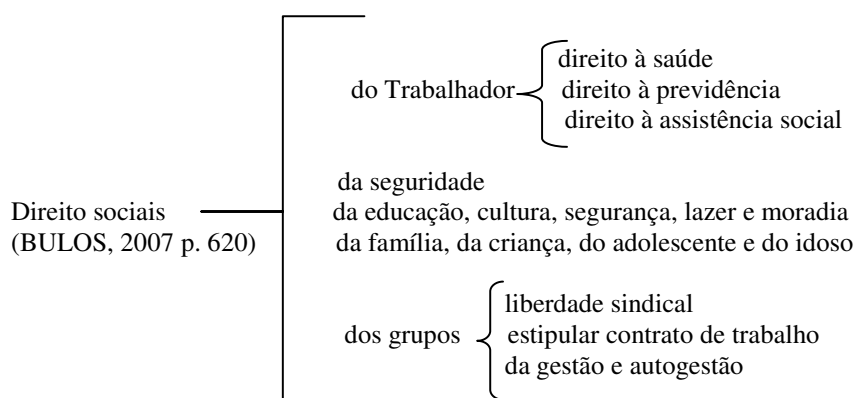 direito à saúde
do Trabalhador direito à previdência
direito à assistência social
da seguridade
Direito sociais da educação, cultura, segurança, lazer e moradia
(BULOS, 2007 p. 620) da família, da criança, do adolescente e do idoso
liberdade sindical
dos grupos estipular contrato de trabalho
da gestão e autogestão